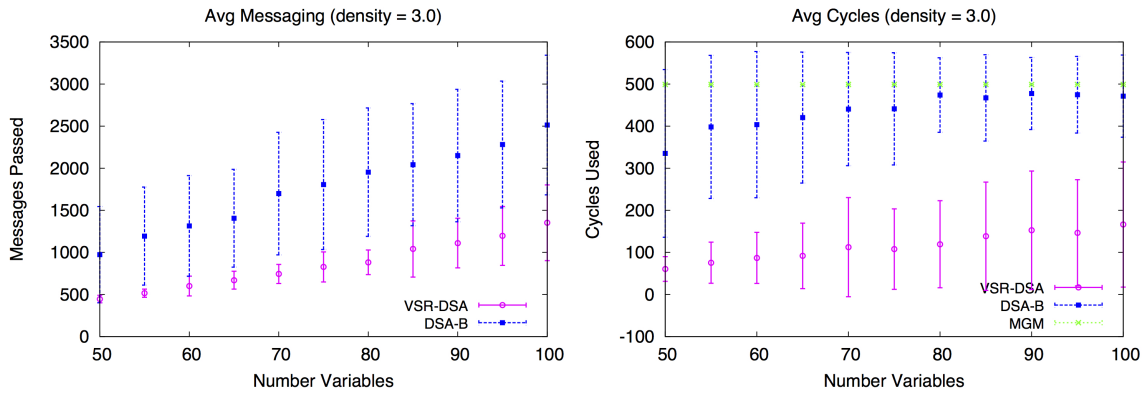 Avg Messaging (density = 3.0)
3500
3000
2500
2000
1500
1000
500
0
Messages Passed
50
60
70
80
90
100
Number Variables
VSR-DSA
DSA-B
Avg Cycles (density = 3.0)
600
500
400
300
200
100
0
-100
Cycles Used
50
60
70
80
90
100
Number Variables
VSR-DSA
DSA-B
MGM